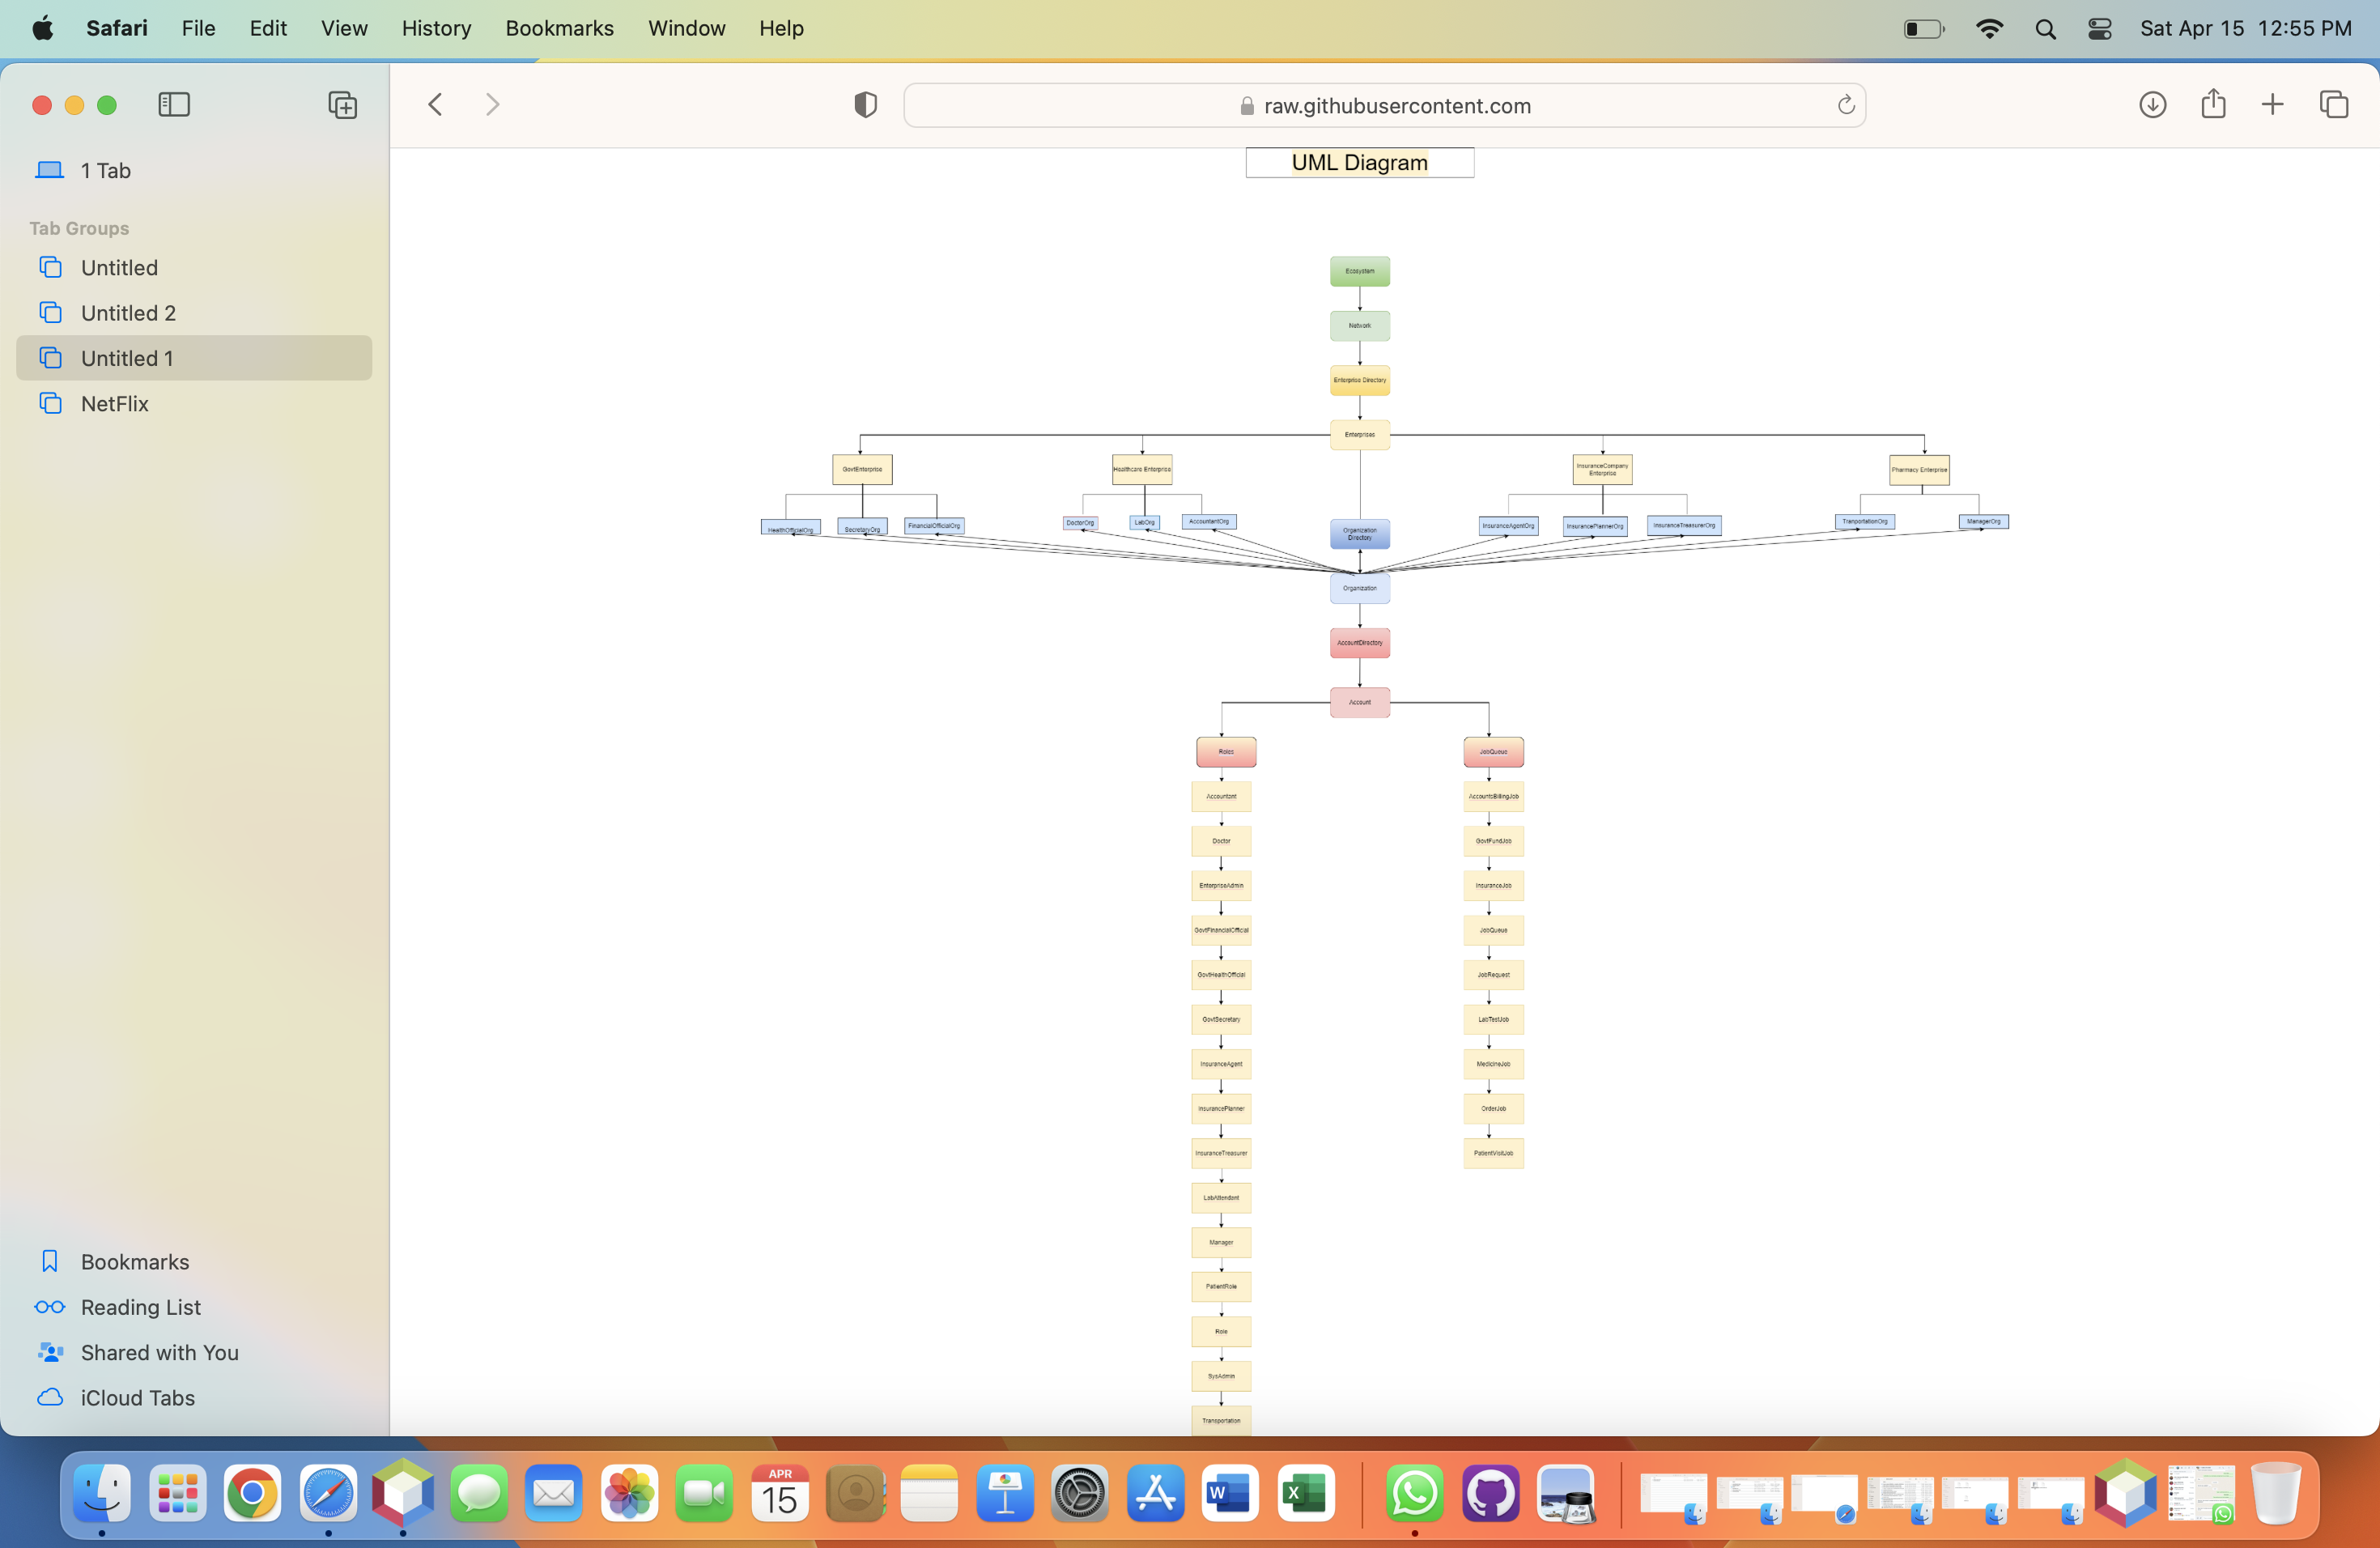 Safari File Edit View History Bookmarks Window Help
Sat Apr 15 12:55 PM
raw.githubusercontent.com
1 Tab
Tab Groups
Untitled
Untitled 2
Untitled 1
NetFlix
Bookmarks
Reading List
Shared with You
iCloud Tabs
UML Diagram
Ecosystem
Network
Enterprise Directory
Enterprises
GovtEnterprise
Healthcare Enterprise
InsuranceCompany
Enterprise
Pharmacy Enterprise
HealthOfficialOrg
SecretaryOrg
FinancialOfficialOrg
DoctorOrg
LabOrg
AccountantOrg
Organization
Directory
InsuranceAgentOrg
InsurancePlannerOrg
InsuranceTreasurerOrg
TranportationOrg
ManagerOrg
Organization
AccountDirectory
Account
Roles
Accountant
Doctor
EnterpriseAdmin
GovtFinancialOfficial
GovtHealthOfficial
GovtSecretary
InsuranceAgent
InsurancePlanner
InsuranceTreasurer
LabAttendant
Manager
PatientRole
Role
SysAdmin
Transportation
JobQueue
AccountsBillingJob
GovtFundJob
InsuranceJob
JobQueue
JobRequest
LabTestJob
MedicineJob
OrderJob
PatientVisitJob
APR
15
W
X